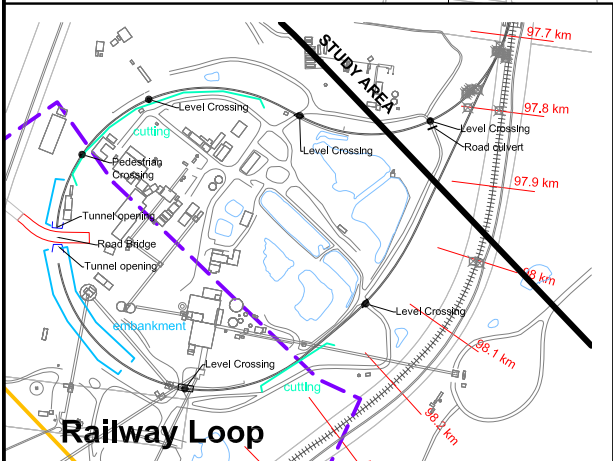 97.7 km
STUDY AREA
97.8 km
Level Crossing
cutting
Level Crossing
Level Crossing
Road culvert
Pedestrian
Crossing
97.9 km
Tunnel opening
Road Bridge
Tunnel opening
98 km
embankment
Level Crossing
98.1 km
Level Crossing
cutting
98.2 km
Railway Loop